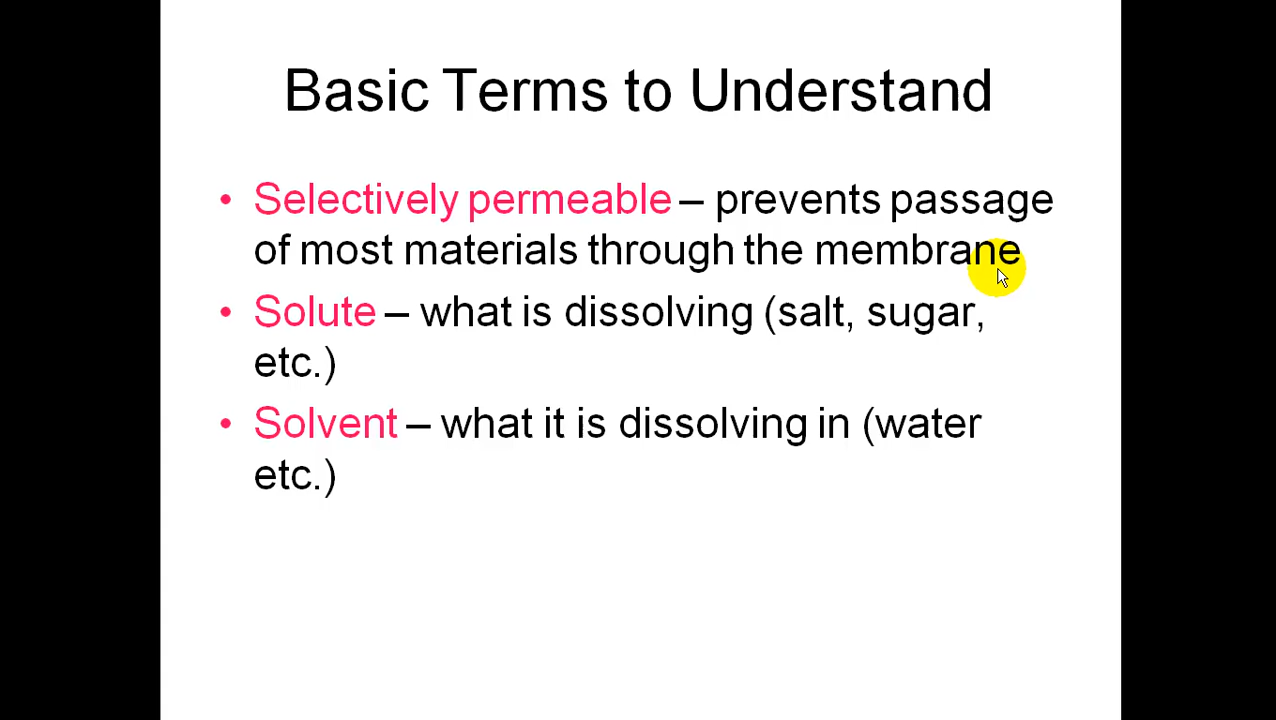 Basic Terms to Understand
• Selectively permeable – prevents passage
of most materials through the membrane
• Solute – what is dissolving (salt, sugar,
etc.)
• Solvent – what it is dissolving in (water
etc.)